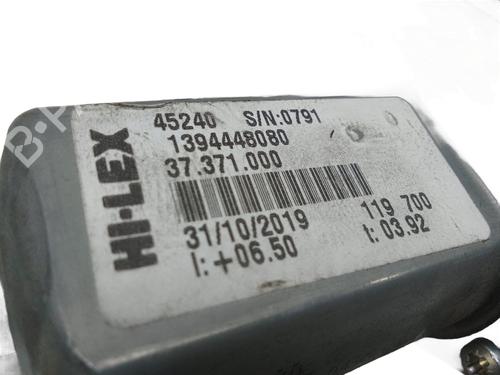 HI-LEX
45240 S/N:0791
1394448080
37.371.000
31/10/2019 119 700
I:+06.50 I:03.92